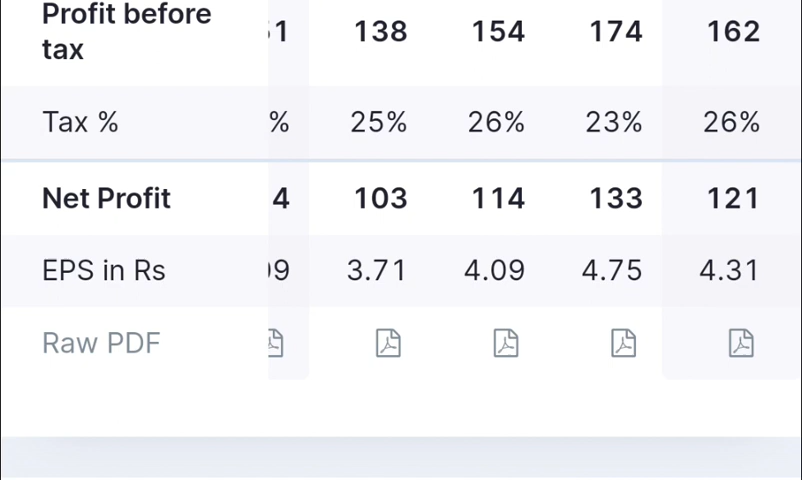 Profit before 138 154 174 162
tax
Tax % % 25% 26% 23% 26%
Net Profit 4 103 114 133 121
EPS in Rs 9 3.71 4.09 4.75 4.31
Raw PDF